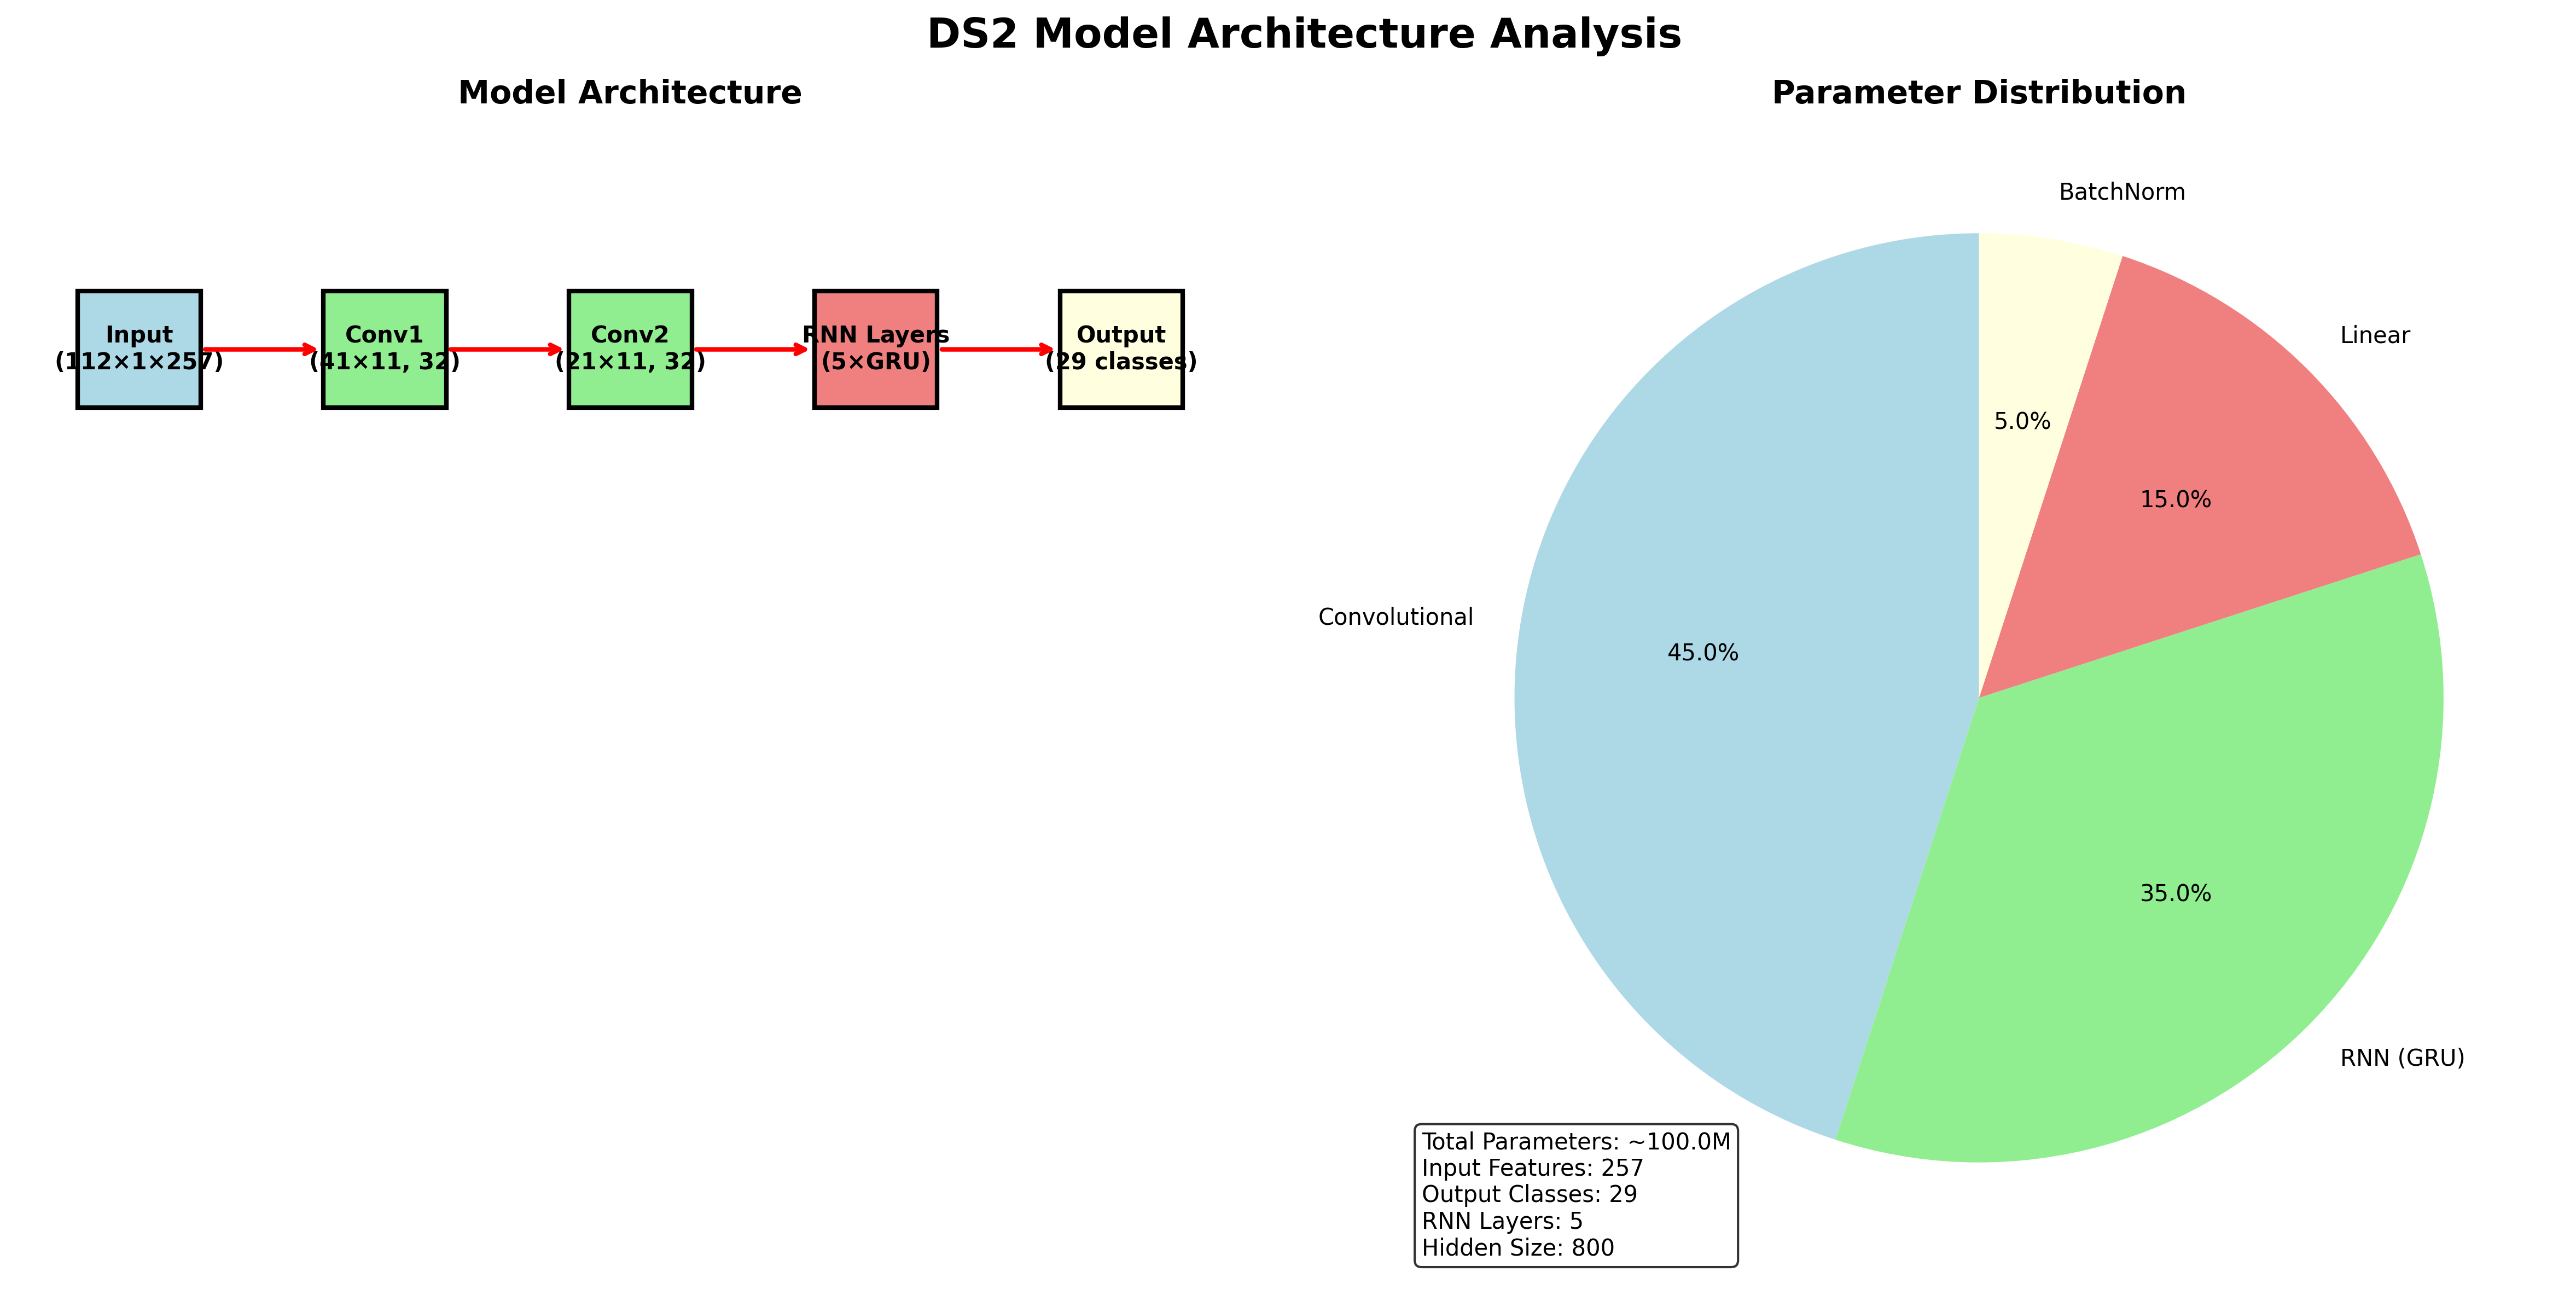 DS2 Model Architecture Analysis
Model Architecture
Input
(112×1×257)
Conv1
(41×11, 32)
Conv2
(21×11, 32)
RNN Layers
(5×GRU)
Output
(29 classes)
Parameter Distribution
BatchNorm
Linear
5.0%
15.0%
Convolutional
45.0%
35.0%
RNN (GRU)
Total Parameters: ~100.0M
Input Features: 257
Output Classes: 29
RNN Layers: 5
Hidden Size: 800